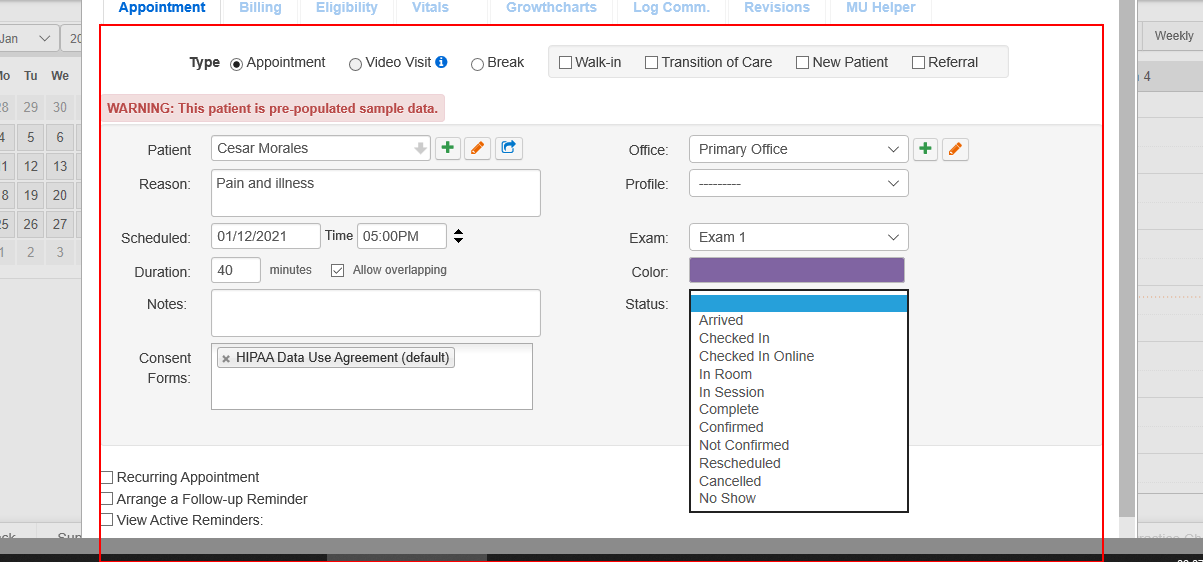 Appointment Billing Eligibility Vitals Growthcharts Log Comm. Revisions MU Helper
Jan 20 Weekly
Type Appointment Video Visit Break Walk-in Transition of Care New Patient Referral
Mo Tu We 4
28 29 30
WARNING: This patient is pre-populated sample data.
4 5 6
Patient Cesar Morales Office: Primary Office
11 12 13
Reason: Pain and illness Profile: ---------
18 19 20
25 26 27
Scheduled: 01/12/2021 Time 05:00PM Exam: Exam 1
1 2 3
Duration: 40 minutes Allow overlapping Color:
Notes: Status:
Arrived
Checked In
Checked In Online
Consent Forms: × HIPAA Data Use Agreement (default)
In Room
In Session
Complete
Confirmed
Not Confirmed
Rescheduled
Cancelled
No Show
Recurring Appointment
Arrange a Follow-up Reminder
View Active Reminders: